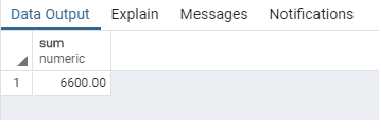 Data Output Explain Messages Notifications
sum
numeric
1 6600.00